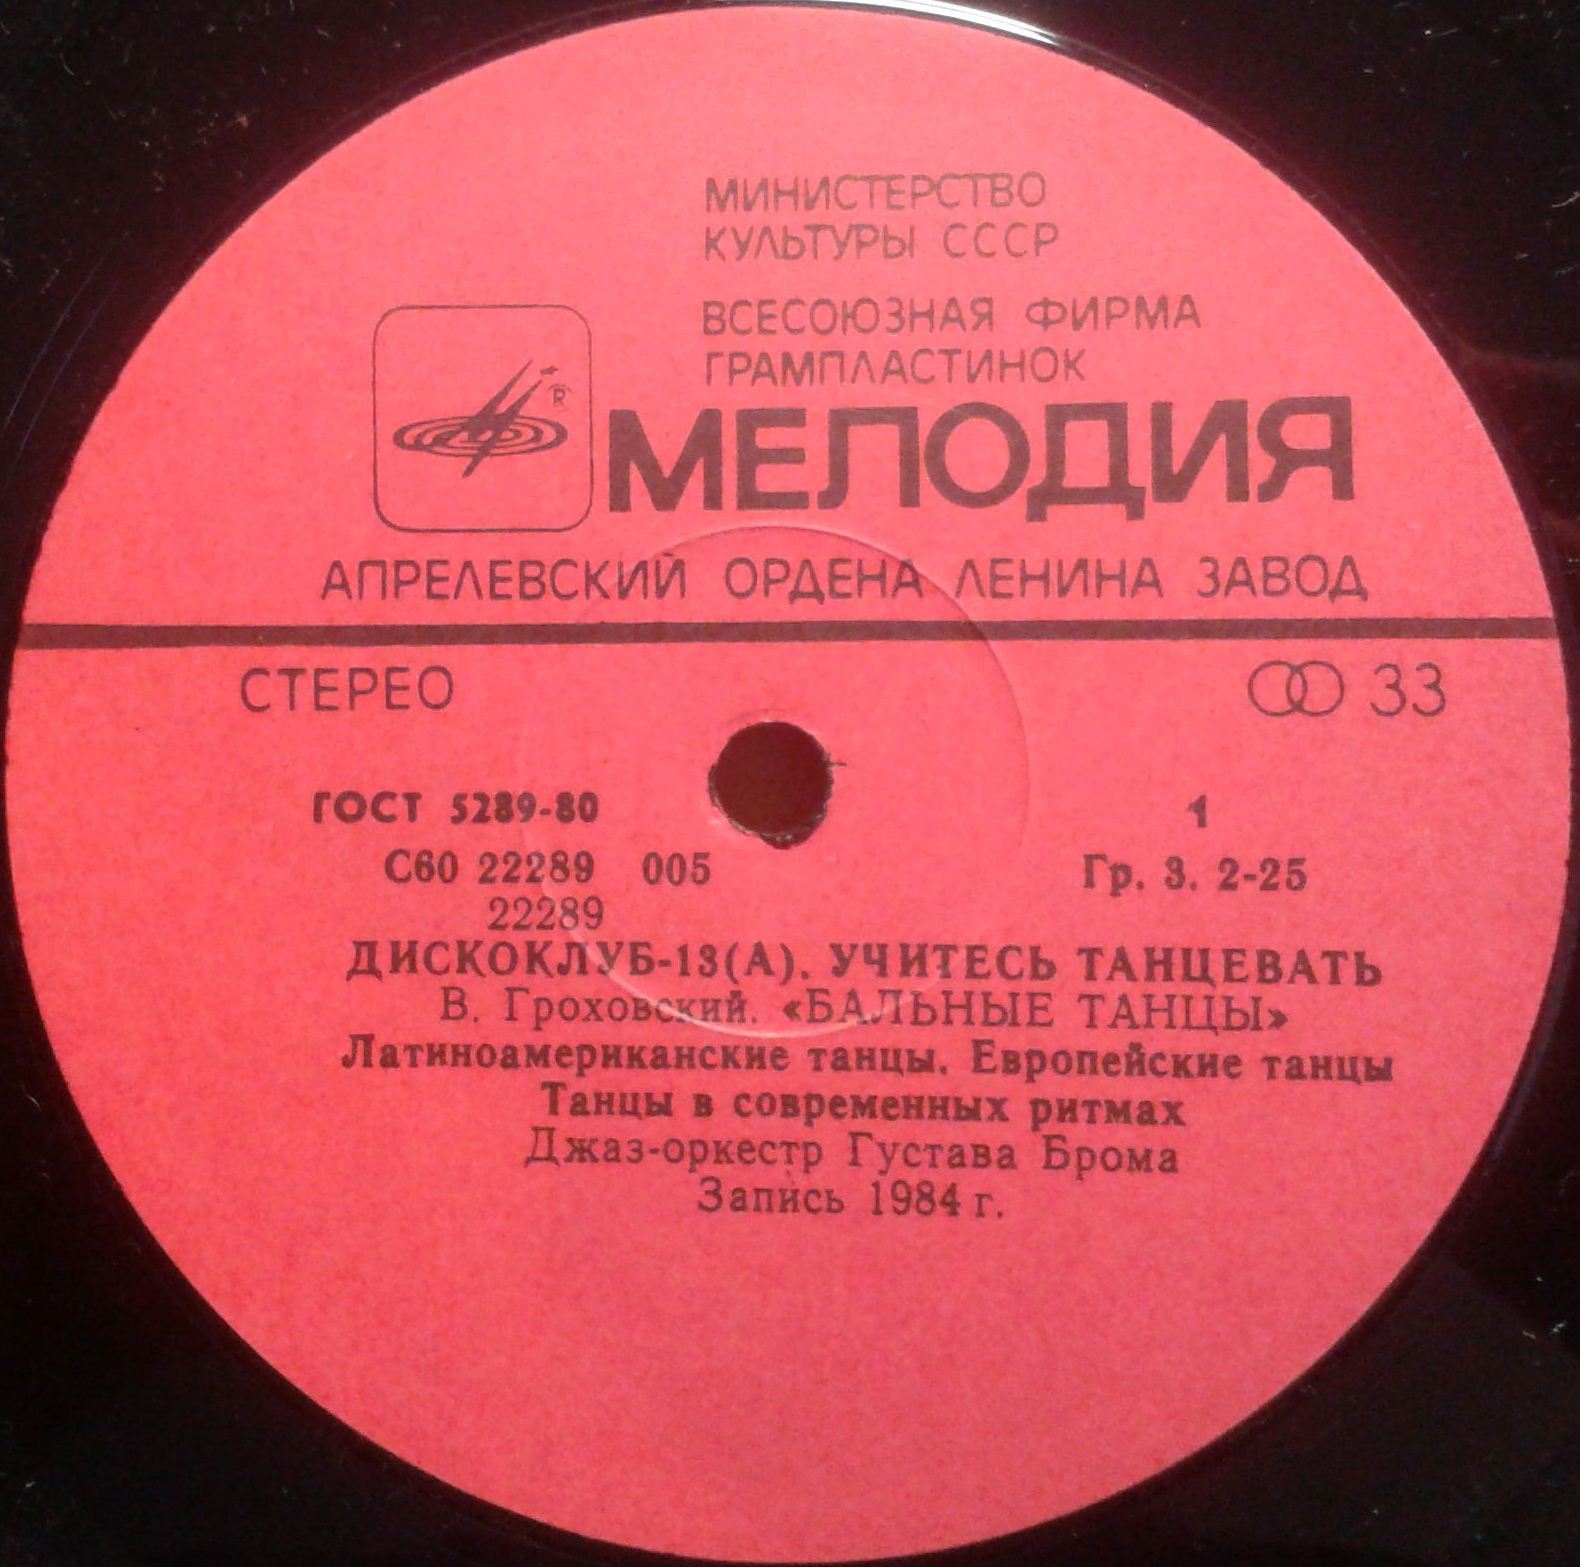 МИНИСТЕРСТВО
КУЛЬТУРЫ СССР
ВСЕСОЮЗНАЯ ФИРМА
ГРАМПЛАСТИНОК
® МЕЛОДИЯ
АПРЕЛЕВСКИЙ ОРДЕНА ЛЕНИНА ЗАВОД
СТЕРЕО 33
ГОСТ 5289-80 1
С60 22289 005 Гр. 3. 2-25
22289
ДИСКОКЛУБ-13(А). УЧИТЕСЬ ТАНЦЕВАТЬ
В. Гроховский. «БАЛЬНЫЕ ТАНЦЫ»
Латиноамериканские танцы. Европейские танцы
Танцы в современных ритмах
Джаз-оркестр Густава Брома
Запись 1984 г.